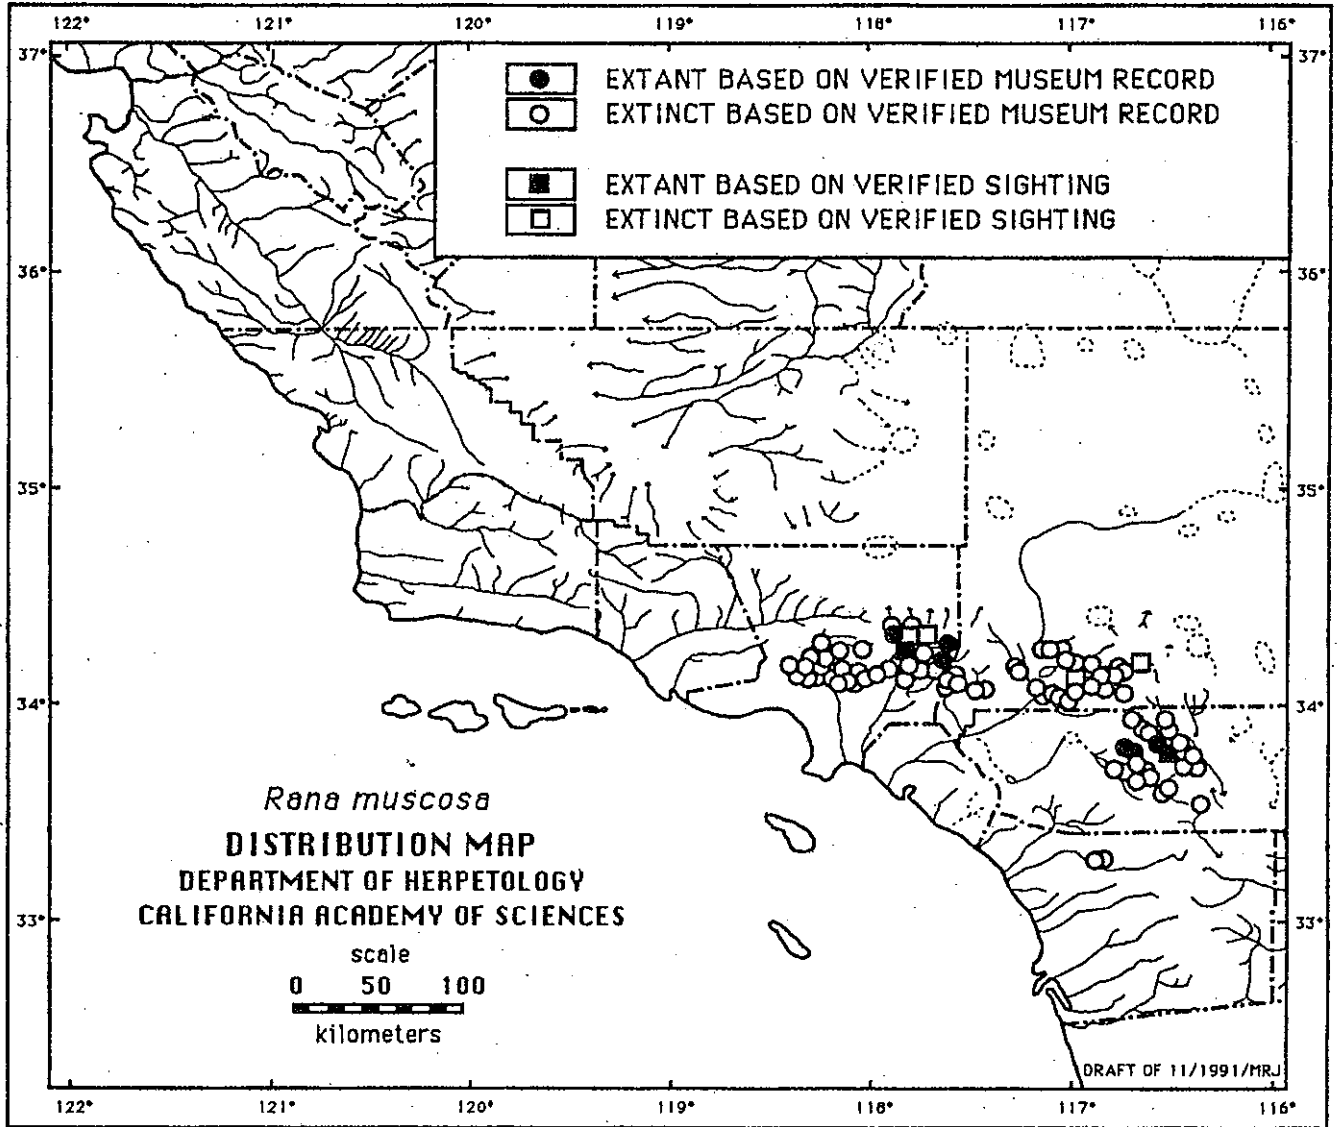 122° 121° 120° 119° 118° 117° 116°
37° 37°
EXTANT BASED ON VERIFIED MUSEUM RECORD
EXTINCT BASED ON VERIFIED MUSEUM RECORD
EXTANT BASED ON VERIFIED SIGHTING
EXTINCT BASED ON VERIFIED SIGHTING
36° 36°
35° 35°
34° 34°
Rana muscosa
DISTRIBUTION MAP
DEPARTMENT OF HERPETOLOGY
CALIFORNIA ACADEMY OF SCIENCES
33° 33°
scale
0 50 100
kilometers
DRAFT OF 11/1991/MRJ
122° 121° 120° 119° 118° 117° 116°